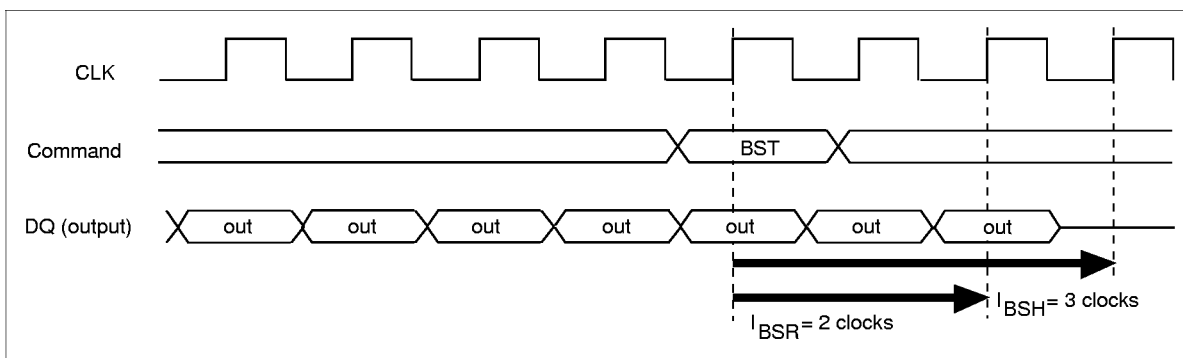 CLK
Command
BST
DQ (output)
out out out out out out out
lBSH= 3 clocks
lBSR= 2 clocks